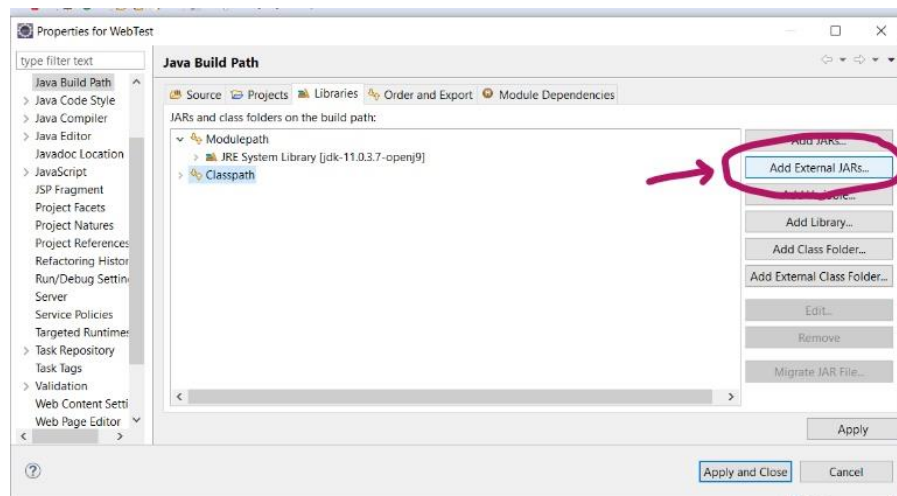 Properties for WebTest
type filter text
Java Build Path
Java Code Style
Java Compiler
Java Editor
Javadoc Location
JavaScript
JSP Fragment
Project Facets
Project Natures
Project References
Refactoring Histor
Run/Debug Settin
Server
Service Policies
Targeted Runtimes
Task Repository
Task Tags
Validation
Web Content Setti
Web Page Editor
Java Build Path
Source Projects Libraries Order and Export Module Dependencies
JARs and class folders on the build path:
Modulepath
JRE System Library [jdk-11.0.3.7-openj9]
Classpath
Add JARs...
Add External JARs...
Add Library...
Add Class Folder...
Add External Class Folder...
Edit...
Remove
Migrate JAR File...
Apply
Apply and Close Cancel